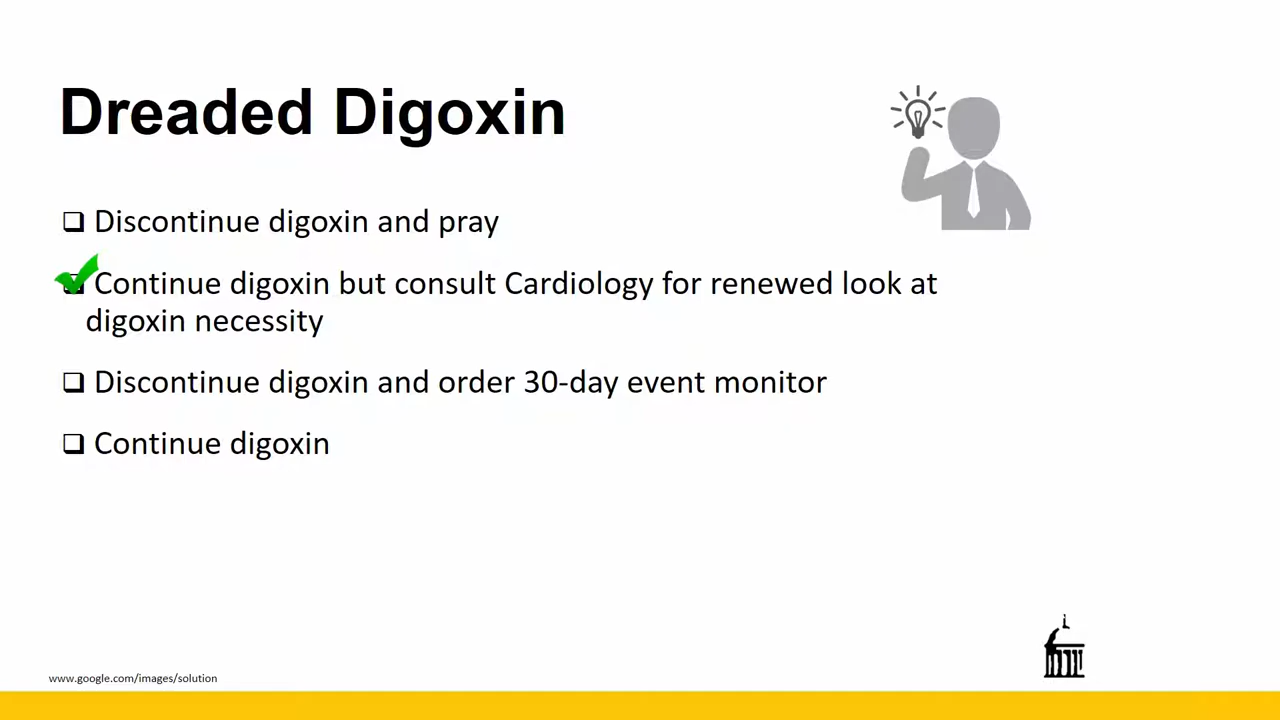 Dreaded Digoxin
❑ Discontinue digoxin and pray
❑ Continue digoxin but consult Cardiology for renewed look at
digoxin necessity
❑ Discontinue digoxin and order 30-day event monitor
❑ Continue digoxin
www.google.com/images/solution